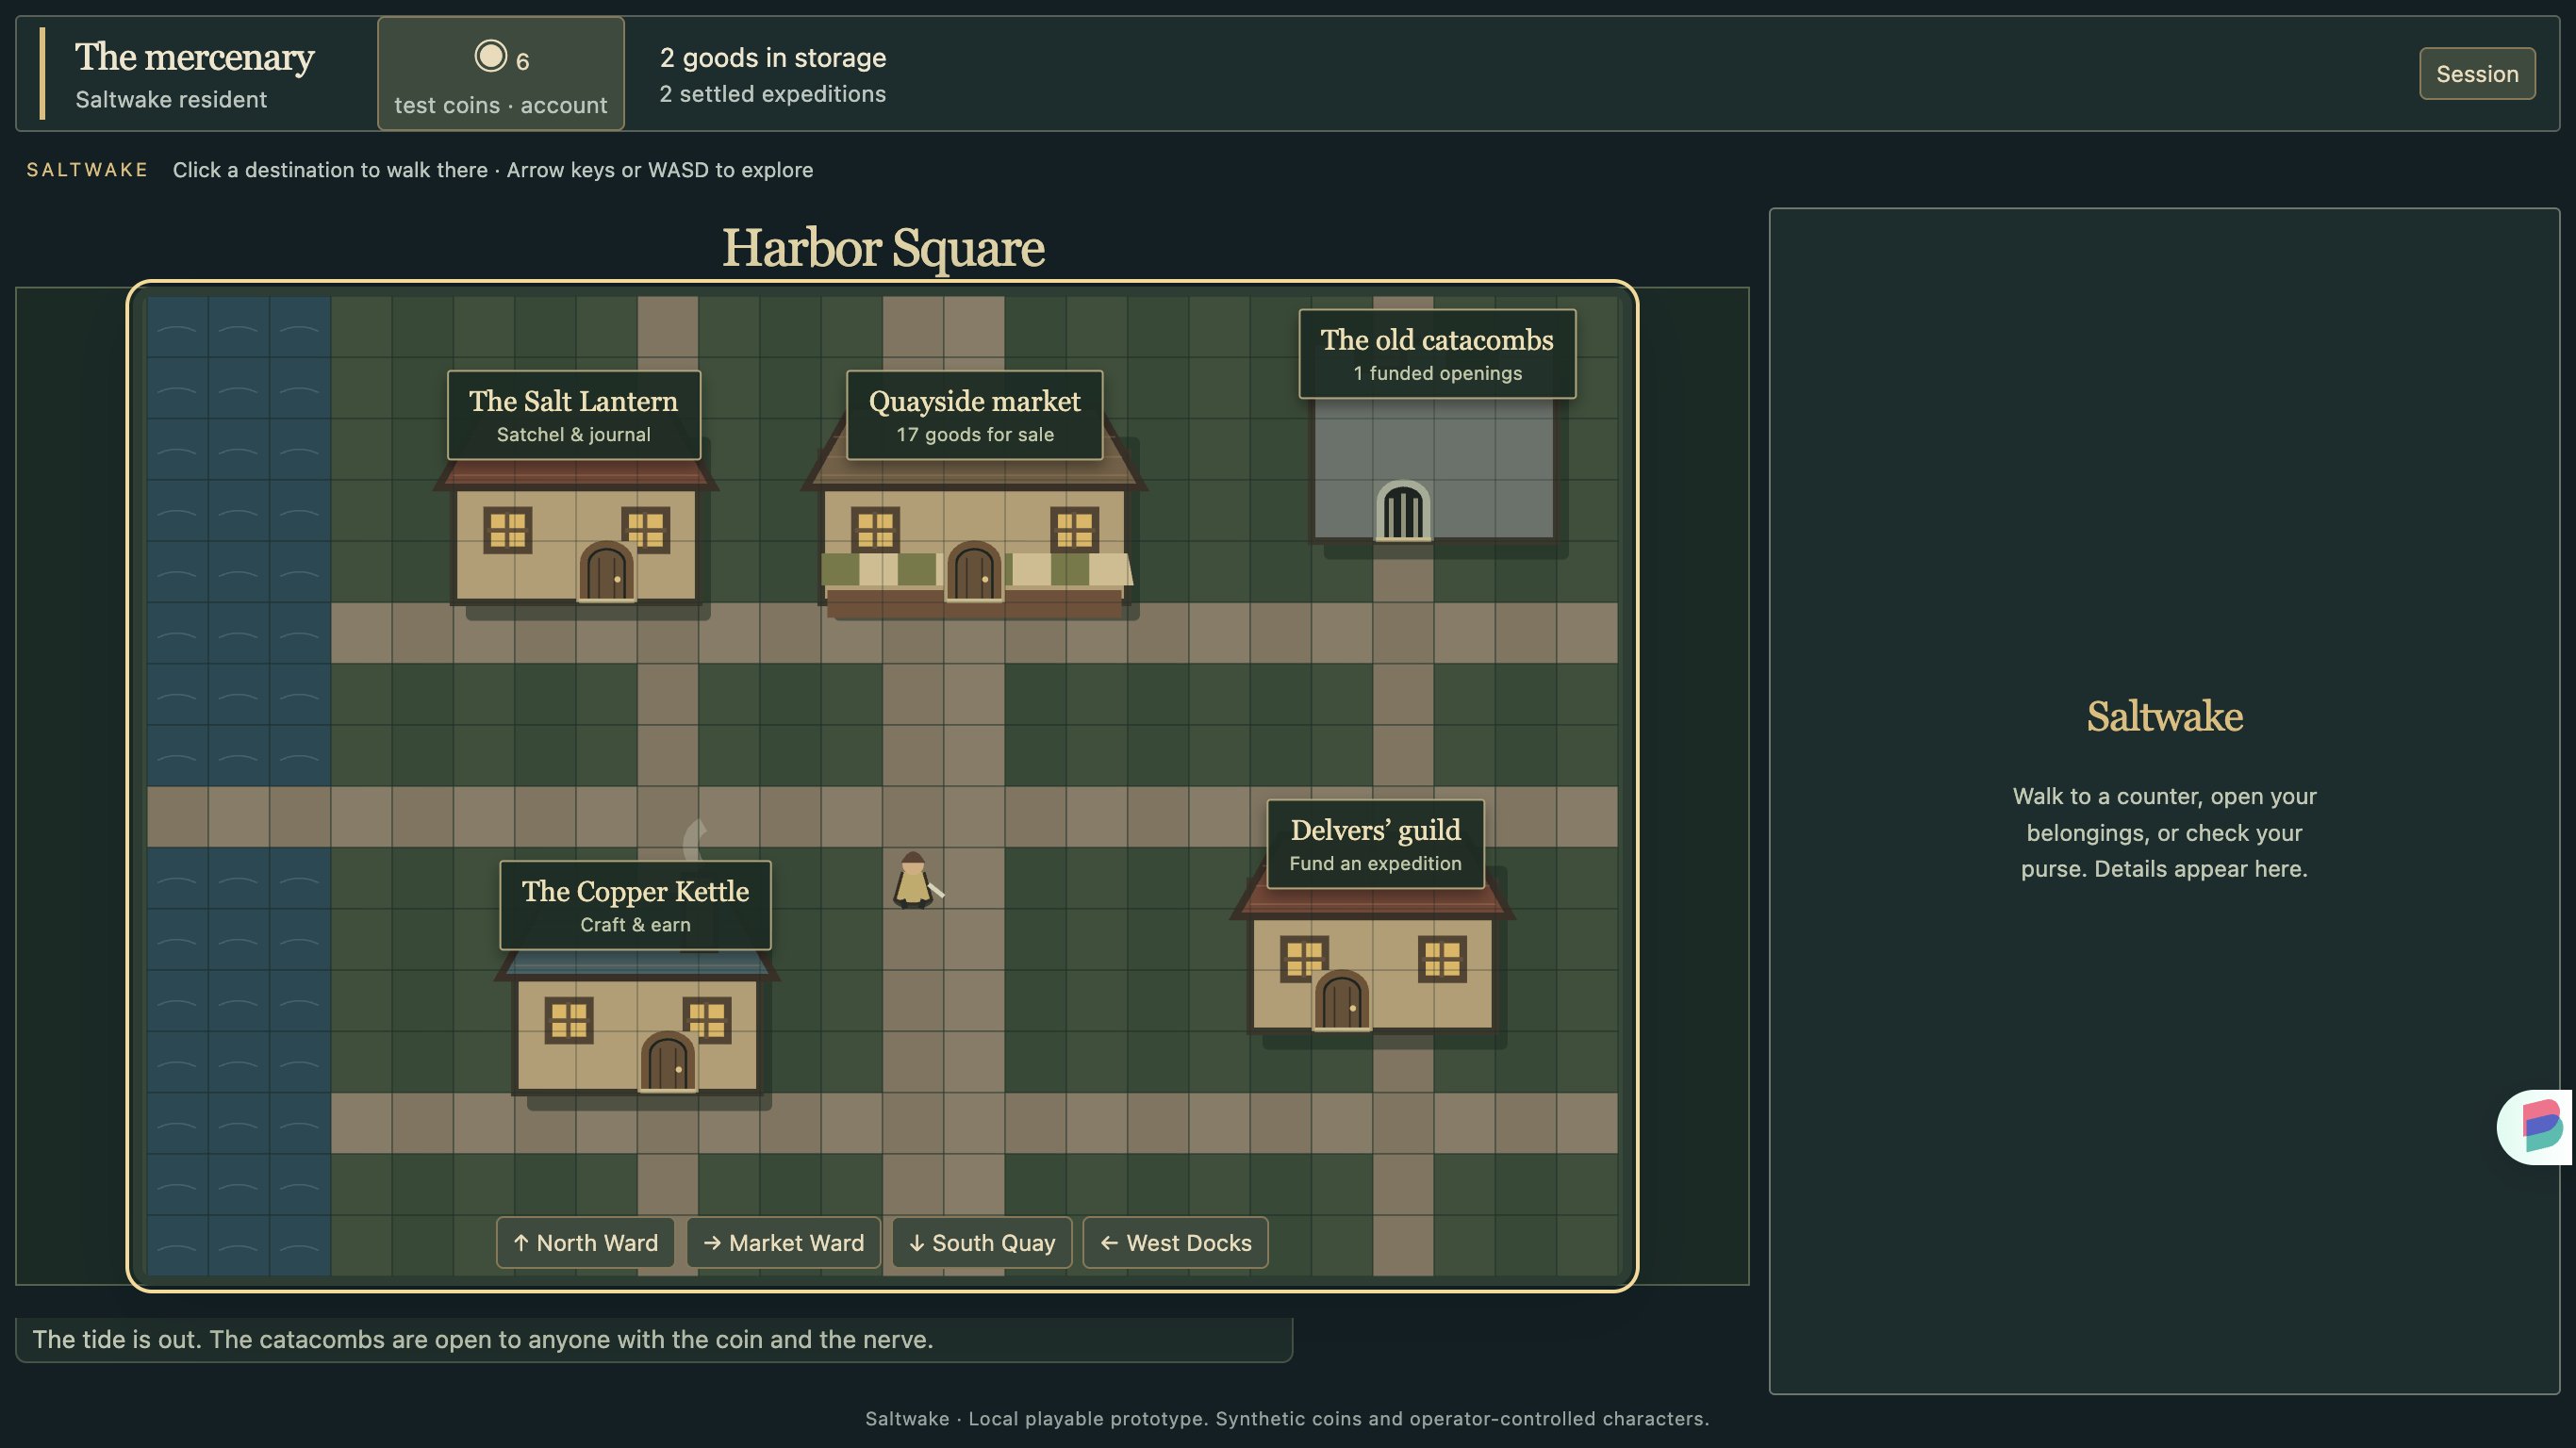 The mercenary
Saltwake resident
6
test coins · account
2 goods in storage
2 settled expeditions
Session
SALTWAKE Click a destination to walk there · Arrow keys or WASD to explore
Harbor Square
The old catacombs
1 funded openings
The Salt Lantern
Satchel & journal
Quayside market
17 goods for sale
Delvers’ guild
Fund an expedition
The Copper Kettle
Craft & earn
↑ North Ward
→ Market Ward
↓ South Quay
← West Docks
The tide is out. The catacombs are open to anyone with the coin and the nerve.
Saltwake
Walk to a counter, open your
belongings, or check your
purse. Details appear here.
Saltwake · Local playable prototype. Synthetic coins and operator-controlled characters.